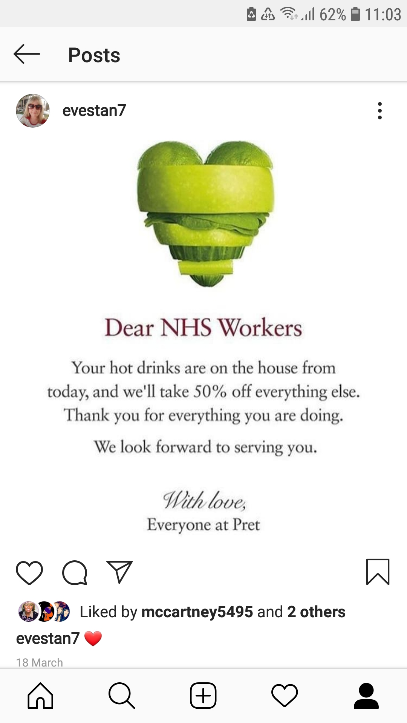 62% 11:03
Posts
evestan7
Dear NHS Workers
Your hot drinks are on the house from
today, and we'll take 50% off everything else.
Thank you for everything you are doing.
We look forward to serving you.
With love,
Everyone at Pret
Liked by mccartney5495 and 2 others
evestan7 ❤️
18 March